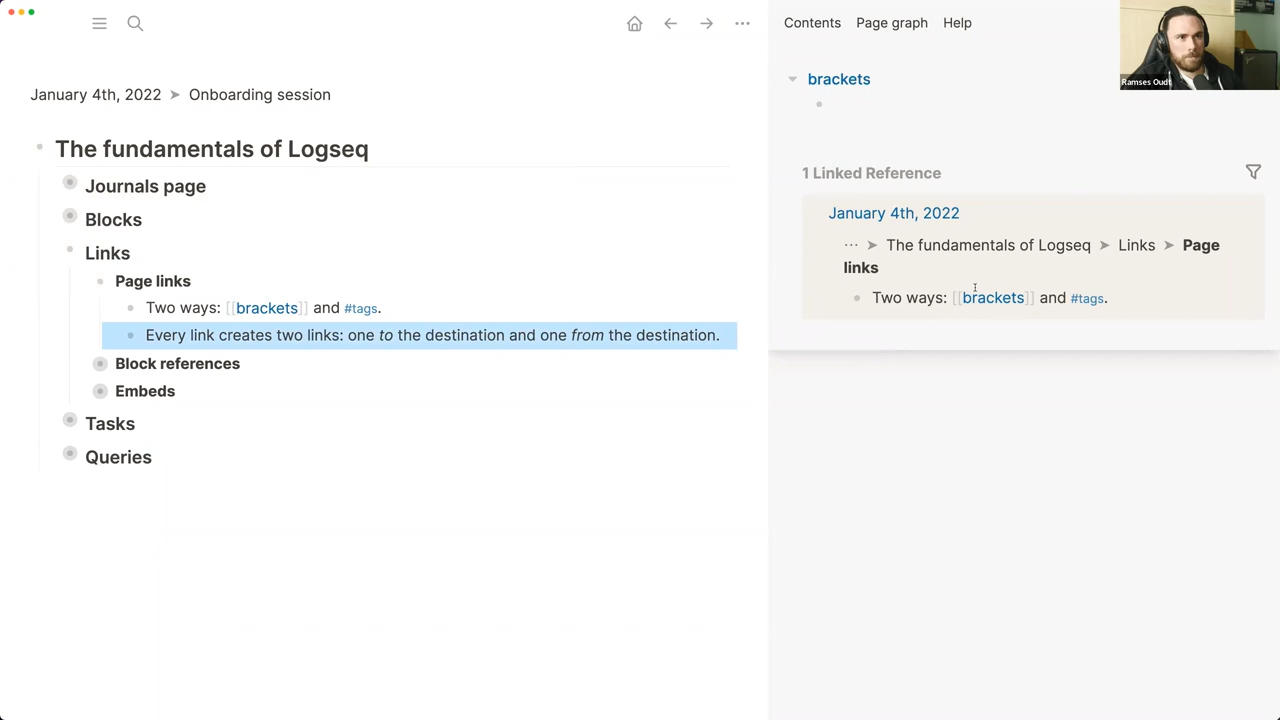 January 4th, 2022 ➤ Onboarding session
The fundamentals of Logseq
Journals page
Blocks
Links
Page links
Two ways: [[brackets]] and #tags.
Every link creates two links: one to the destination and one from the destination.
Block references
Embeds
Tasks
Queries
Contents Page graph Help
Ramses Oudt
brackets
1 Linked Reference
January 4th, 2022
··· ➤ The fundamentals of Logseq ➤ Links ➤ Page
links
Two ways: [[brackets]] and #tags.